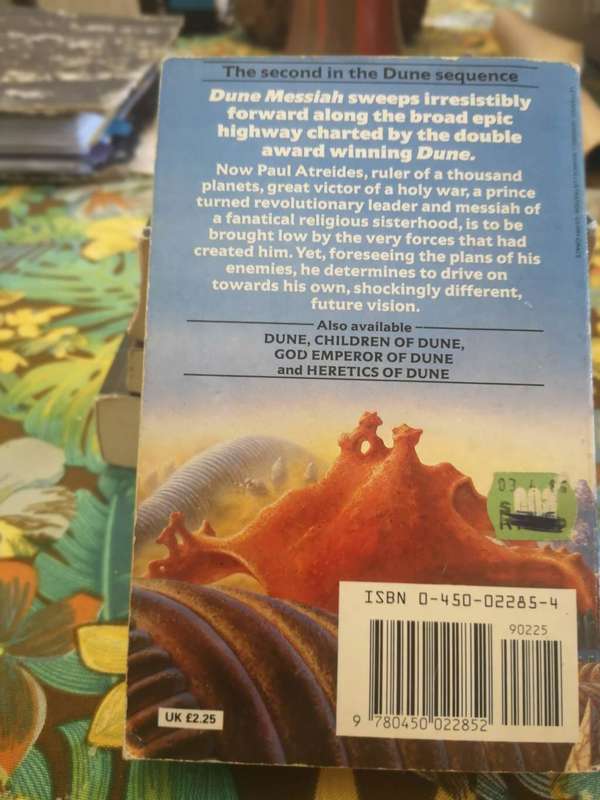 The second in the Dune sequence
Dune Messiah sweeps irresistibly
forward along the broad epic
highway charted by the double
award winning Dune.
Now Paul Atreides, ruler of a thousand
planets, great victor of a holy war, a prince
turned revolutionary leader and messiah of
a fanatical religious sisterhood, is to be
brought low by the very forces that had
created him. Yet, foreseeing the plans of his
enemies, he determines to drive on
towards his own, shockingly different,
future vision.
Also available
DUNE, CHILDREN OF DUNE,
GOD EMPEROR OF DUNE
and HERETICS OF DUNE
ISBN 0-450-02285-4
90225
9 780450 022852
UK £2.25